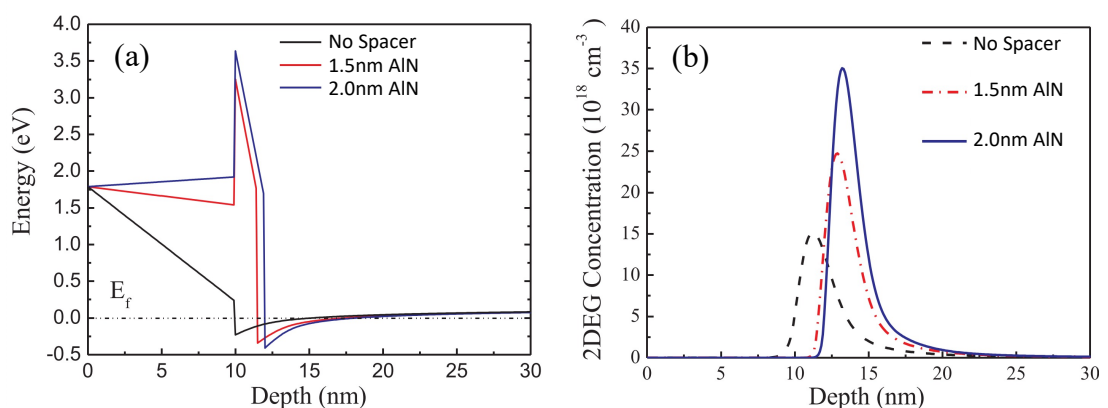 (a)
No Spacer
1.5nm AlN
2.0nm AlN
4.0
3.5
3.0
2.5
2.0
1.5
1.0
0.5
0.0
-0.5
Energy (eV)
E_f
0 5 10 15 20 25 30
Depth (nm)
(b)
No Spacer
1.5nm AlN
2.0nm AlN
40
35
30
25
20
15
10
5
0
2DEG Concentration (10^18 cm^-3)
0 5 10 15 20 25 30
Depth (nm)